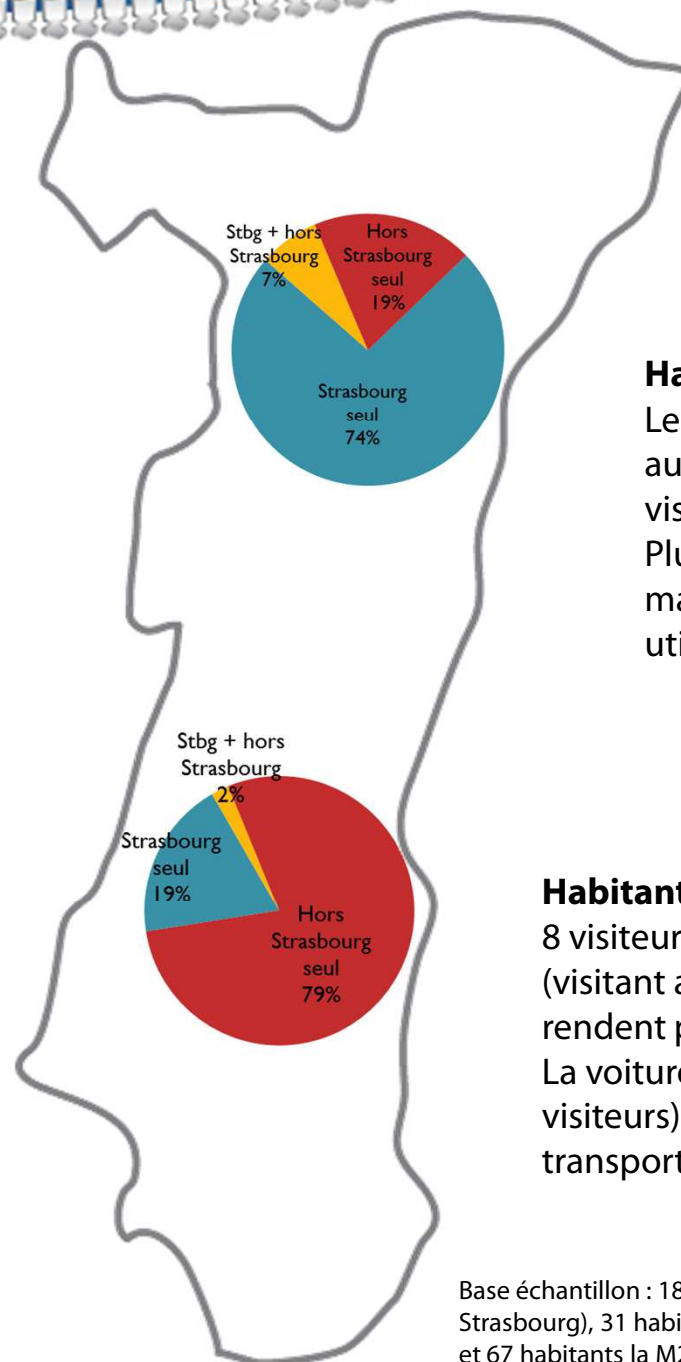 Stbg + hors
Strasbourg
7%
Hors
Strasbourg
seul
19%
Strasbourg
seul
74%
Ha
Le
au
vis
Plu
ma
uti
Stbg + hors
Strasbourg
2%
Strasbourg
seul
19%
Hors
Strasbourg
seul
79%
Habitant
8 visiteur
(visitant a
rendent p
La voiture
visiteurs)
transport
Base échantillon : 18
Strasbourg), 31 habi
et 67 habitants la M2